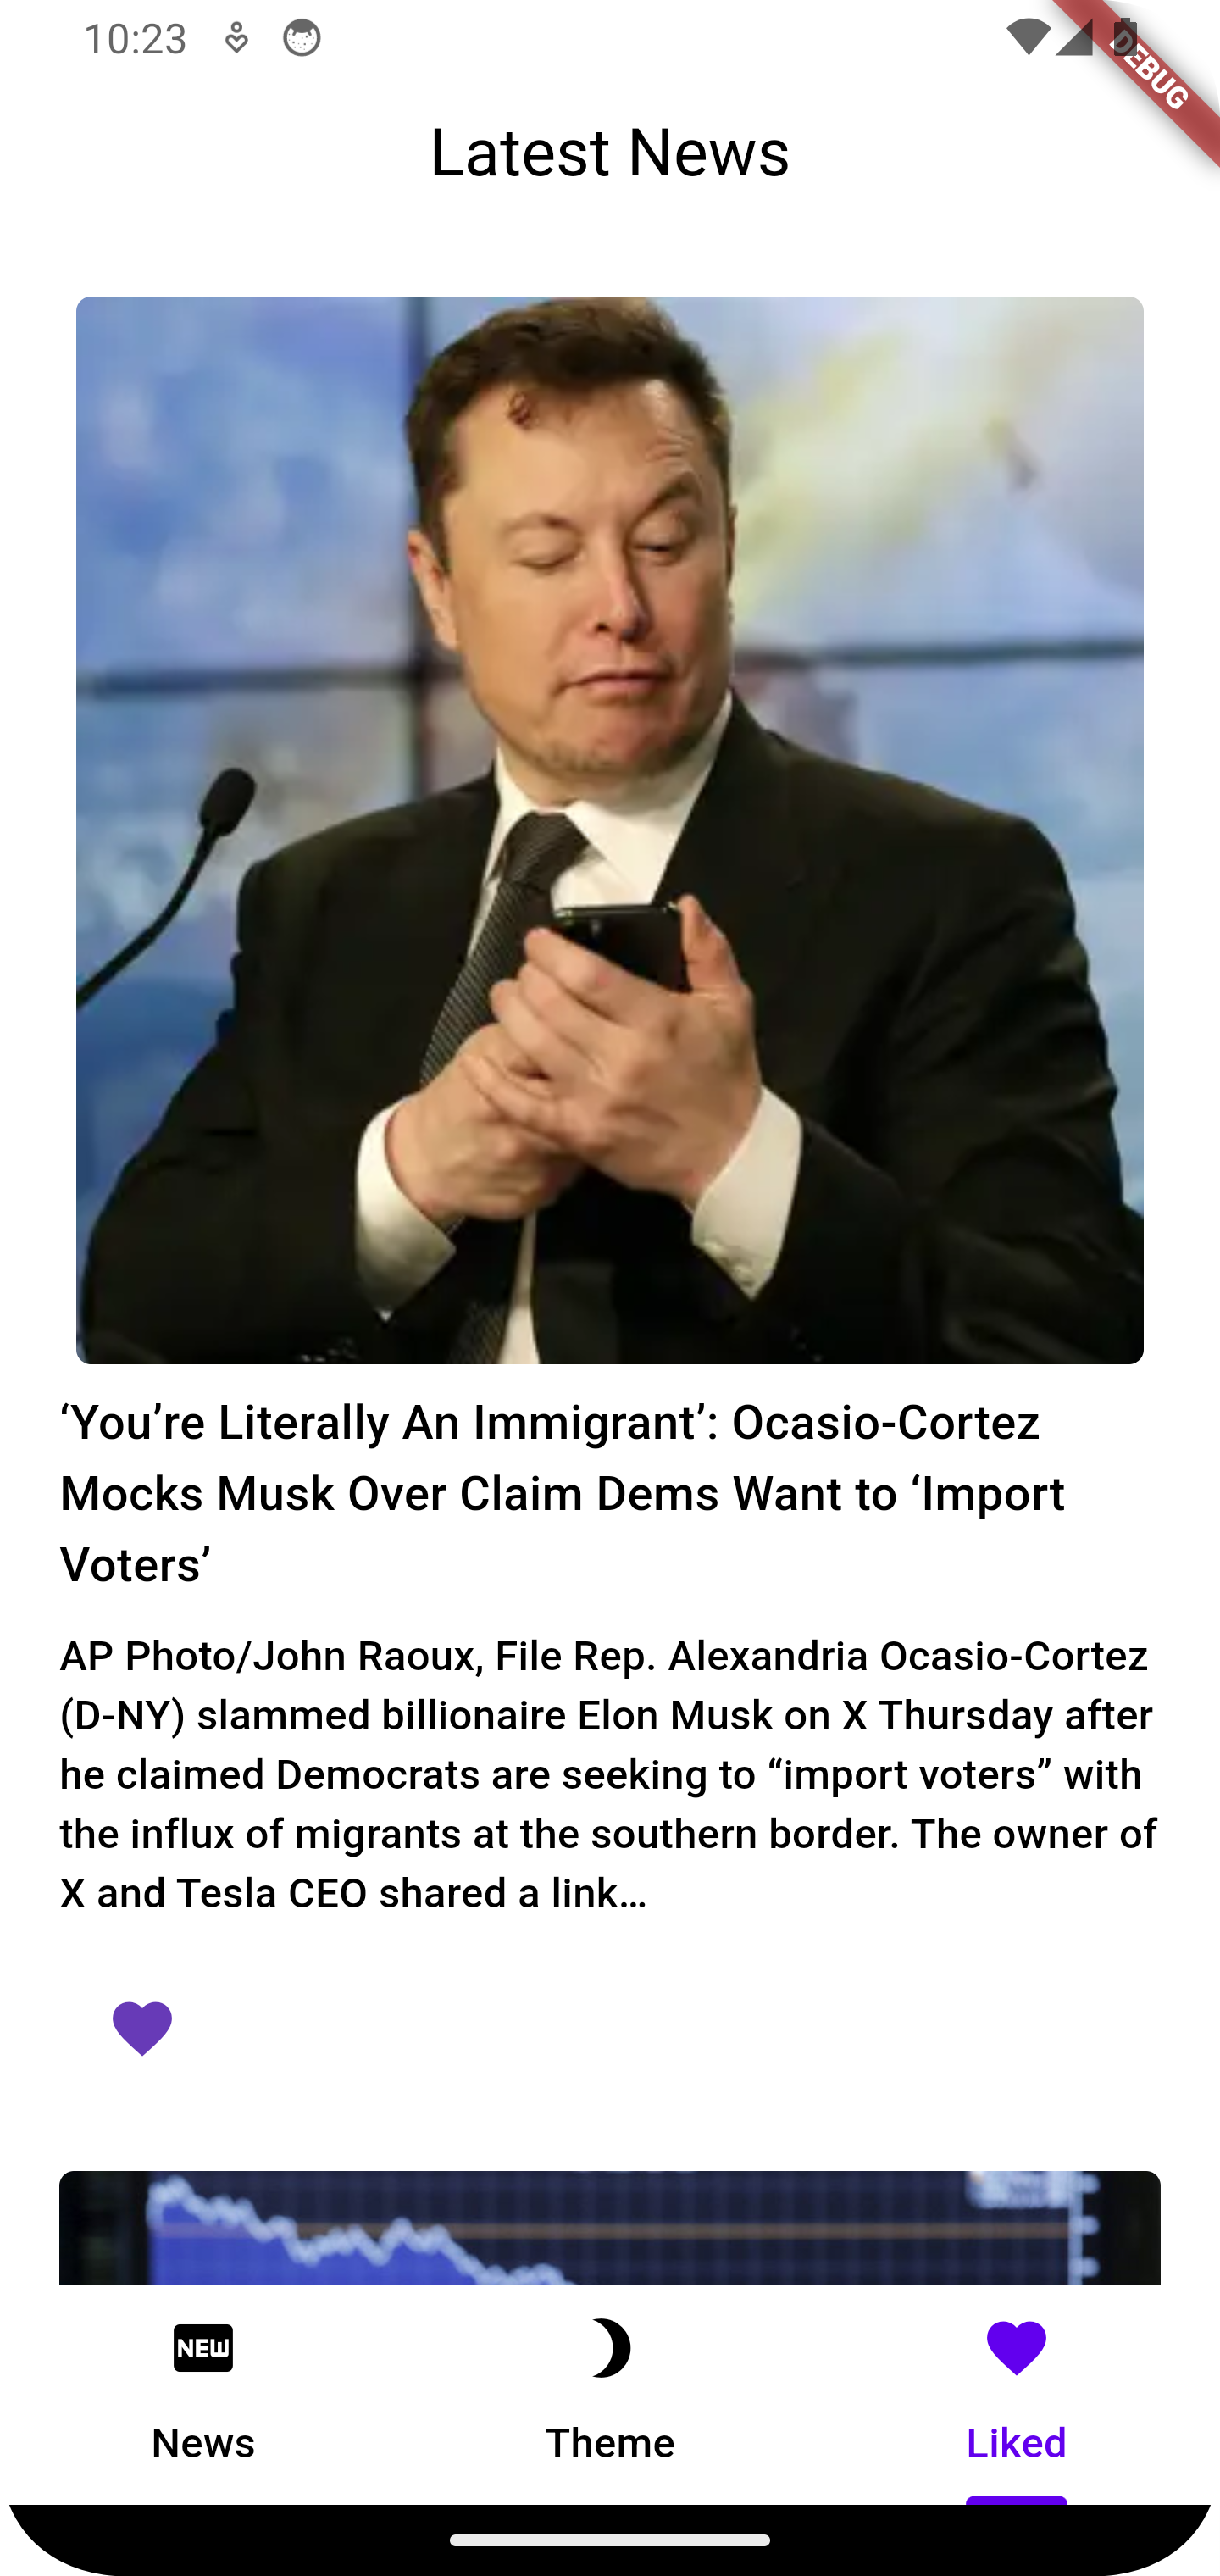 10:23
DEBUG
Latest News
‘You’re Literally An Immigrant’: Ocasio-Cortez
Mocks Musk Over Claim Dems Want to ‘Import
Voters’
AP Photo/John Raoux, File Rep. Alexandria Ocasio-Cortez
(D-NY) slammed billionaire Elon Musk on X Thursday after
he claimed Democrats are seeking to “import voters” with
the influx of migrants at the southern border. The owner of
X and Tesla CEO shared a link…
NEW
News
Theme
Liked